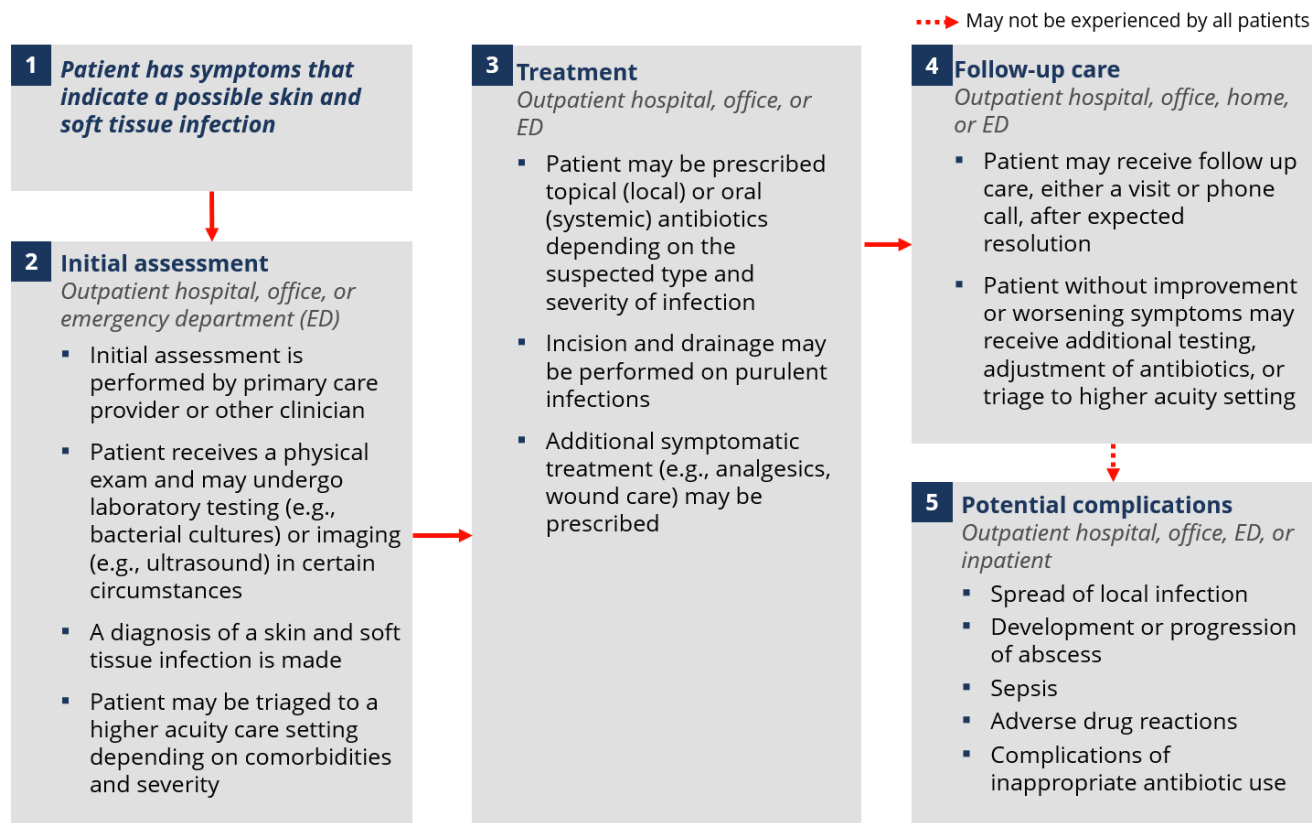 May not be experienced by all patients
1
Patient has symptoms that
indicate a possible skin and
soft tissue infection
2
Initial assessment
Outpatient hospital, office, or
emergency department (ED)
▪ Initial assessment is
performed by primary care
provider or other clinician
▪ Patient receives a physical
exam and may undergo
laboratory testing (e.g.,
bacterial cultures) or imaging
(e.g., ultrasound) in certain
circumstances
▪ A diagnosis of a skin and soft
tissue infection is made
▪ Patient may be triaged to a
higher acuity care setting
depending on comorbidities
and severity
3
Treatment
Outpatient hospital, office, or
ED
▪ Patient may be prescribed
topical (local) or oral
(systemic) antibiotics
depending on the
suspected type and
severity of infection
▪ Incision and drainage may
be performed on purulent
infections
▪ Additional symptomatic
treatment (e.g., analgesics,
wound care) may be
prescribed
4
Follow-up care
Outpatient hospital, office, home,
or ED
▪ Patient may receive follow up
care, either a visit or phone
call, after expected
resolution
▪ Patient without improvement
or worsening symptoms may
receive additional testing,
adjustment of antibiotics, or
triage to higher acuity setting
5
Potential complications
Outpatient hospital, office, ED, or
inpatient
▪ Spread of local infection
▪ Development or progression
of abscess
▪ Sepsis
▪ Adverse drug reactions
▪ Complications of
inappropriate antibiotic use